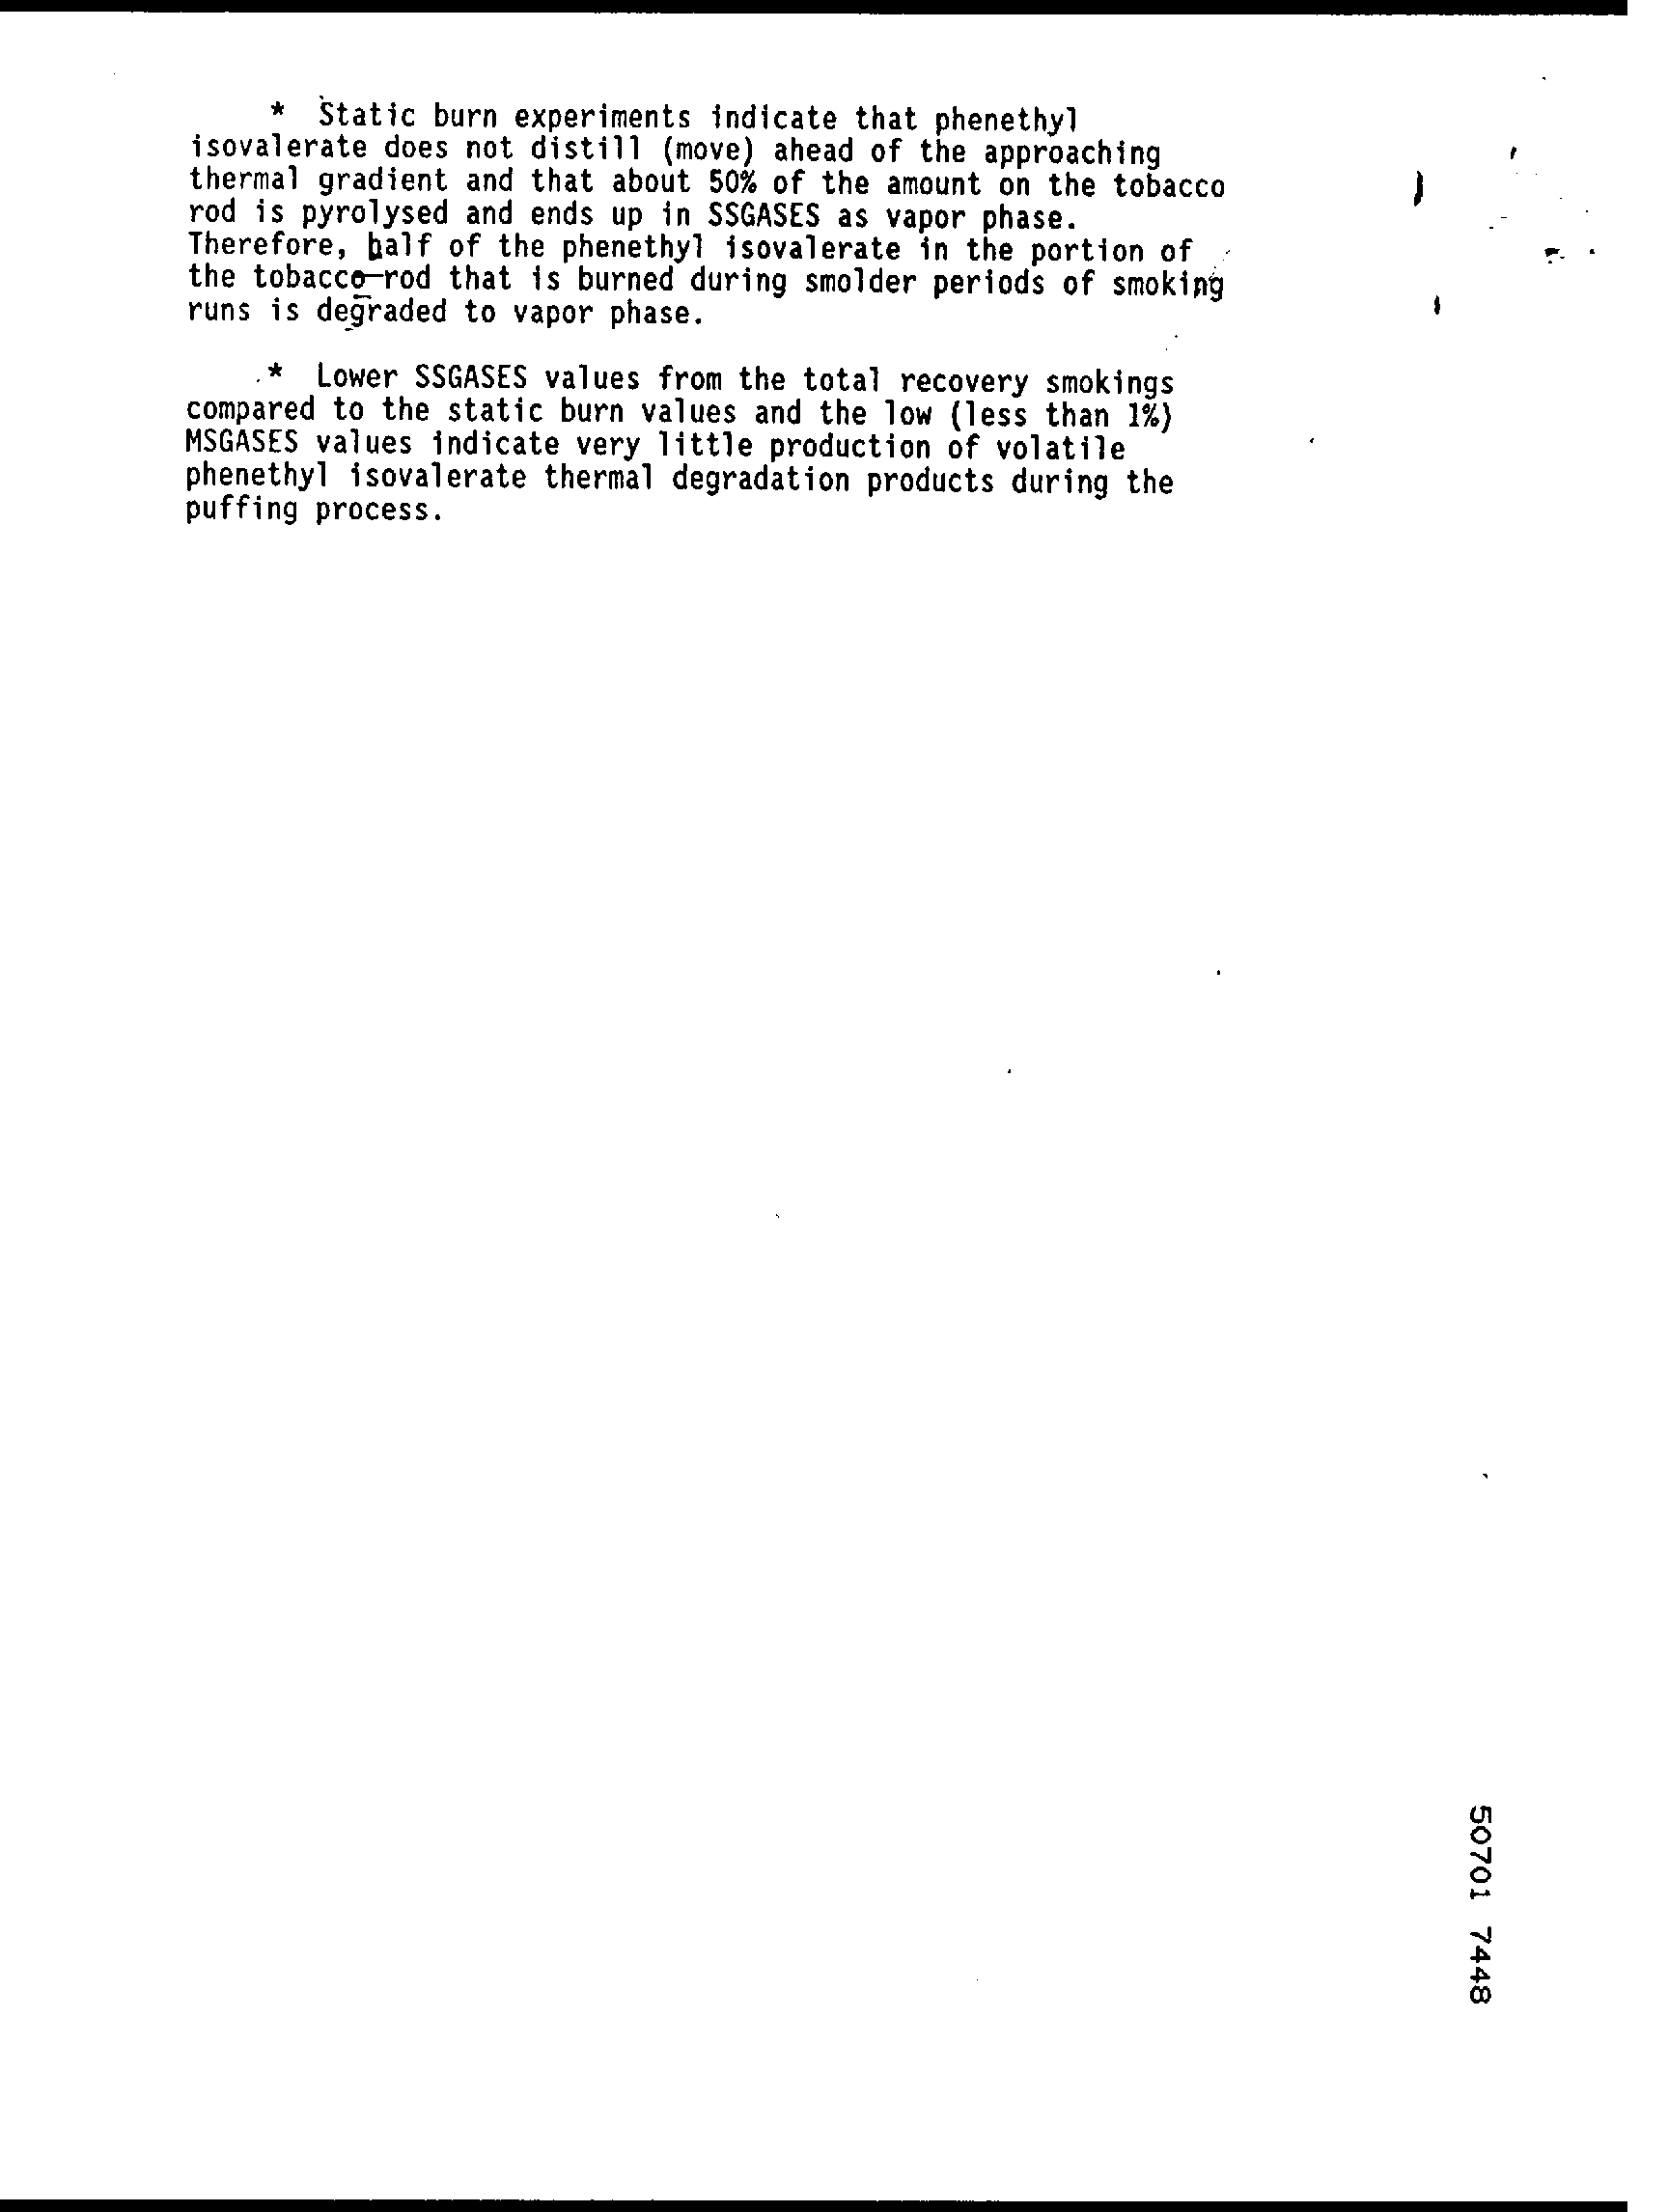 * Static burn experiments indicate that phenethyl
isovalerate does not distill (move) ahead of the approaching
thermal gradient and that about 50% of the amount on the tobacco
rod is pyrolysed and ends up in SSGASES as vapor phase.
Therefore, half of the phenethyl isovalerate in the portion of
the tobacco rod that is burned during smolder periods of smoking
runs is degraded to vapor phase.
* Lower SSGASES values from the total recovery smokings
compared to the static burn values and the low (less than 1%)
MSGASES values indicate very little production of volatile
phenethyl isovalerate thermal degradation products during the
puffing process.
50701 7448